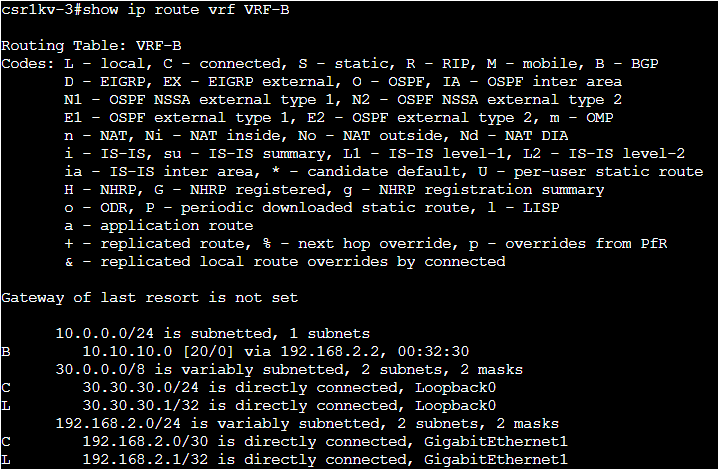 csr1kv-3#show ip route vrf VRF-B
Routing Table: VRF-B
Codes: L - local, C - connected, S - static, R - RIP, M - mobile, B - BGP
D - EIGRP, EX - EIGRP external, O - OSPF, IA - OSPF inter area
N1 - OSPF NSSA external type 1, N2 - OSPF NSSA external type 2
E1 - OSPF external type 1, E2 - OSPF external type 2, m - OMP
n - NAT, Ni - NAT inside, No - NAT outside, Nd - NAT DIA
i - IS-IS, su - IS-IS summary, L1 - IS-IS level-1, L2 - IS-IS level-2
ia - IS-IS inter area, * - candidate default, U - per-user static route
H - NHRP, G - NHRP registered, g - NHRP registration summary
o - ODR, P - periodic downloaded static route, l - LISP
a - application route
+ - replicated route, % - next hop override, p - overrides from PfR
& - replicated local route overrides by connected
Gateway of last resort is not set
10.0.0.0/24 is subnetted, 1 subnets
B 10.10.10.0 [20/0] via 192.168.2.2, 00:32:30
30.0.0.0/8 is variably subnetted, 2 subnets, 2 masks
C 30.30.30.0/24 is directly connected, Loopback0
L 30.30.30.1/32 is directly connected, Loopback0
192.168.2.0/24 is variably subnetted, 2 subnets, 2 masks
C 192.168.2.0/30 is directly connected, GigabitEthernet1
L 192.168.2.1/32 is directly connected, GigabitEthernet1